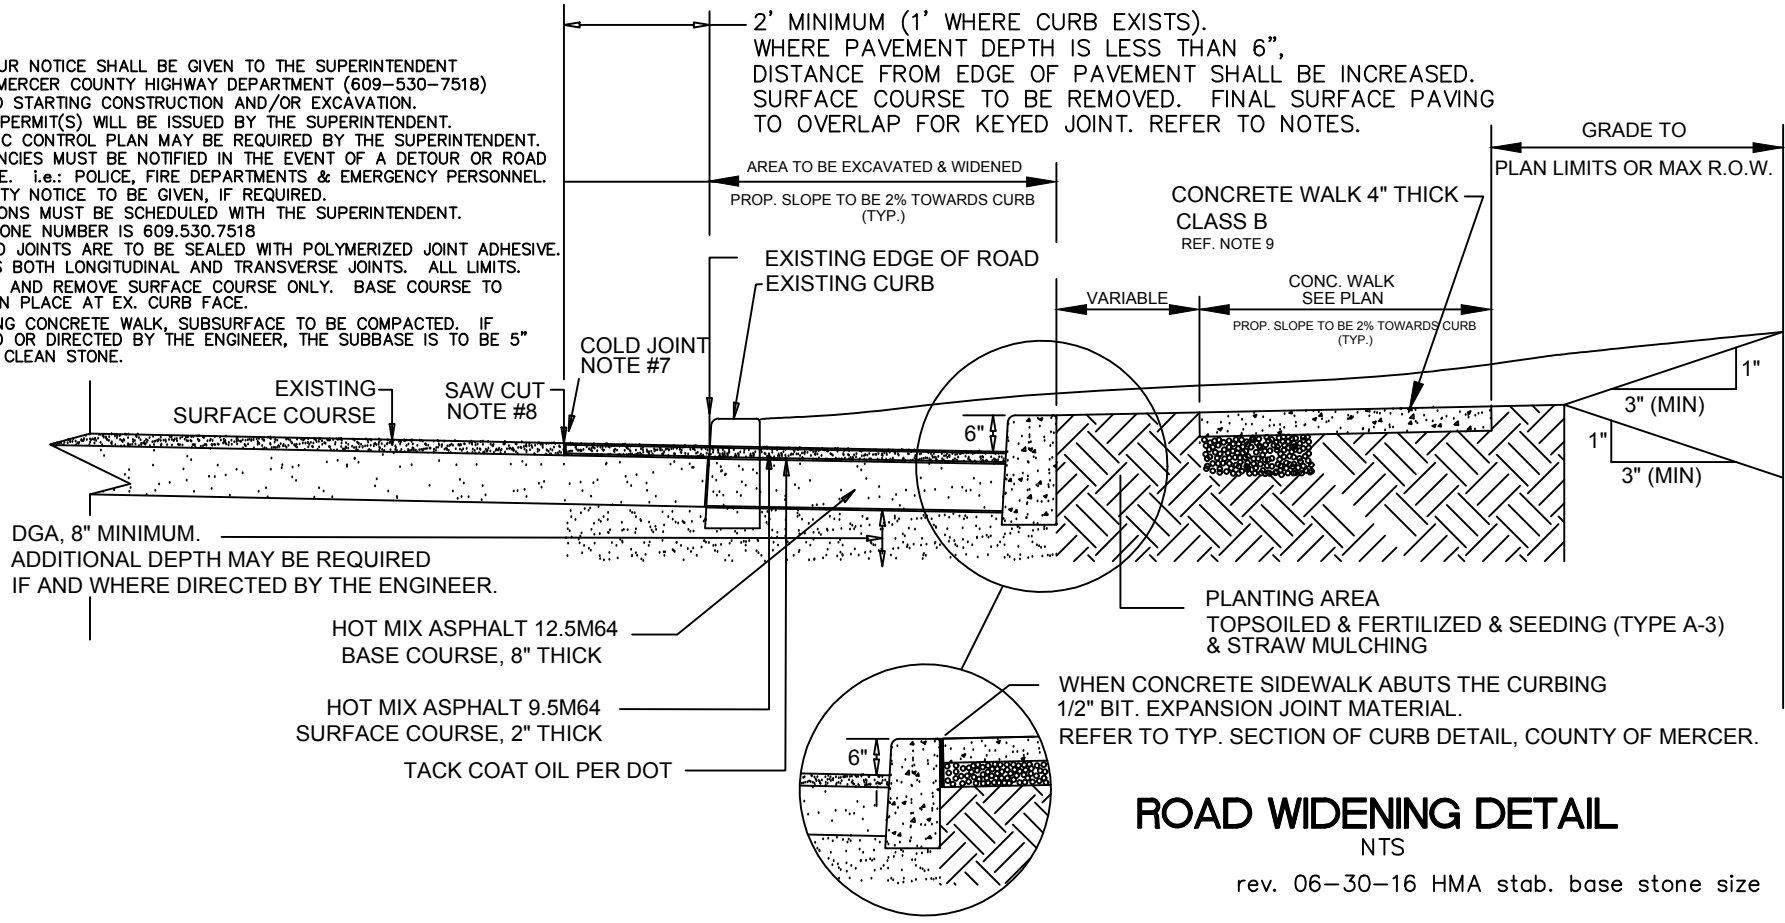 UR NOTICE SHALL BE GIVEN TO THE SUPERINTENDENT
MERCER COUNTY HIGHWAY DEPARTMENT (609-530-7518)
STARTING CONSTRUCTION AND/OR EXCAVATION.
PERMIT(S) WILL BE ISSUED BY THE SUPERINTENDENT.
C CONTROL PLAN MAY BE REQUIRED BY THE SUPERINTENDENT.
NCIES MUST BE NOTIFIED IN THE EVENT OF A DETOUR OR ROAD
E. i.e.: POLICE, FIRE DEPARTMENTS & EMERGENCY PERSONNEL.
TY NOTICE TO BE GIVEN, IF REQUIRED.
ONS MUST BE SCHEDULED WITH THE SUPERINTENDENT.
ONE NUMBER IS 609.530.7518
D JOINTS ARE TO BE SEALED WITH POLYMERIZED JOINT ADHESIVE.
S BOTH LONGITUDINAL AND TRANSVERSE JOINTS. ALL LIMITS.
AND REMOVE SURFACE COURSE ONLY. BASE COURSE TO
N PLACE AT EX. CURB FACE.
NG CONCRETE WALK, SUBSURFACE TO BE COMPACTED. IF
D OR DIRECTED BY THE ENGINEER, THE SUBBASE IS TO BE 5"
CLEAN STONE.
2' MINIMUM (1' WHERE CURB EXISTS).
WHERE PAVEMENT DEPTH IS LESS THAN 6",
DISTANCE FROM EDGE OF PAVEMENT SHALL BE INCREASED.
SURFACE COURSE TO BE REMOVED. FINAL SURFACE PAVING
TO OVERLAP FOR KEYED JOINT. REFER TO NOTES.
GRADE TO
PLAN LIMITS OR MAX R.O.W.
AREA TO BE EXCAVATED & WIDENED
PROP. SLOPE TO BE 2% TOWARDS CURB
(TYP.)
CONCRETE WALK 4" THICK
CLASS B
REF. NOTE 9
EXISTING EDGE OF ROAD
EXISTING CURB
VARIABLE
CONC. WALK
SEE PLAN
PROP. SLOPE TO BE 2% TOWARDS CURB
(TYP.)
COLD JOINT
NOTE #7
EXISTING
SURFACE COURSE
SAW CUT
NOTE #8
6"
1"
3" (MIN)
1"
3" (MIN)
DGA, 8" MINIMUM.
ADDITIONAL DEPTH MAY BE REQUIRED
IF AND WHERE DIRECTED BY THE ENGINEER.
HOT MIX ASPHALT 12.5M64
BASE COURSE, 8" THICK
HOT MIX ASPHALT 9.5M64
SURFACE COURSE, 2" THICK
TACK COAT OIL PER DOT
PLANTING AREA
TOPSOILED & FERTILIZED & SEEDING (TYPE A-3)
& STRAW MULCHING
WHEN CONCRETE SIDEWALK ABUTS THE CURBING
1/2" BIT. EXPANSION JOINT MATERIAL.
REFER TO TYP. SECTION OF CURB DETAIL, COUNTY OF MERCER.
6"
ROAD WIDENING DETAIL
NTS
rev. 06-30-16 HMA stab. base stone size